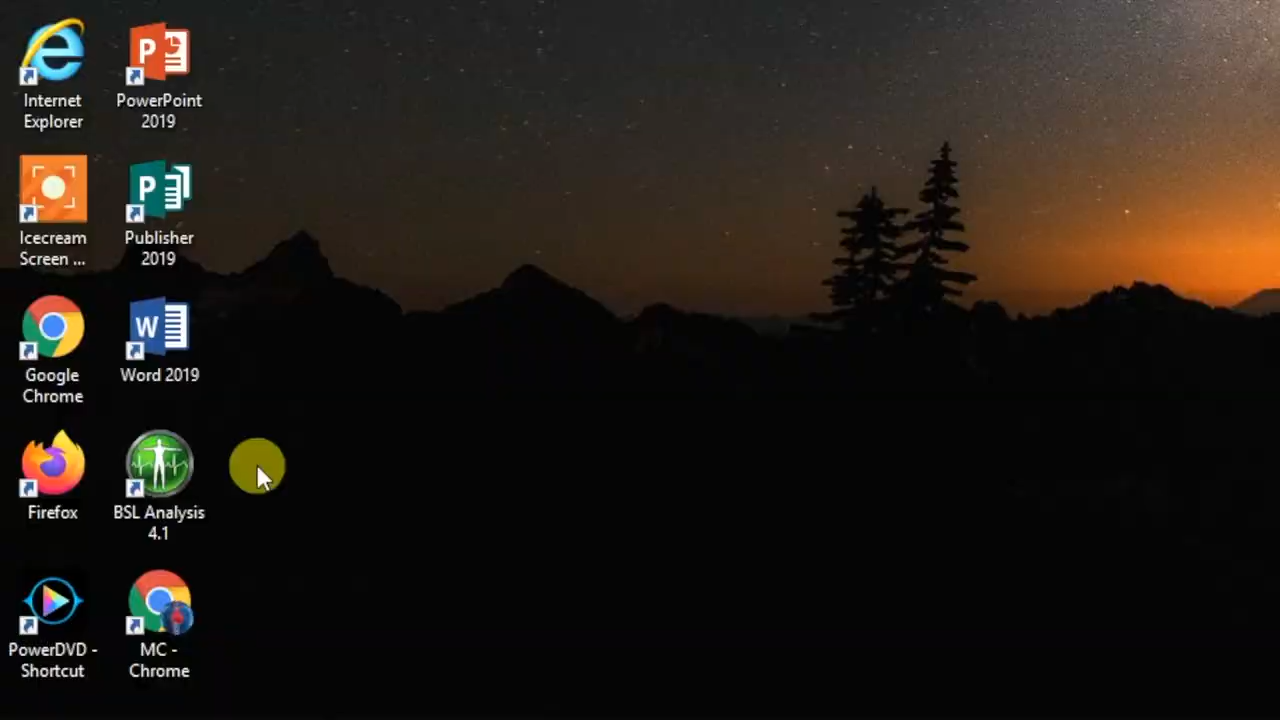 Internet
Explorer
PowerPoint
2019
Icecream
Screen ...
Publisher
2019
Google
Chrome
Word 2019
Firefox
BSL Analysis
4.1
PowerDVD -
Shortcut
MC -
Chrome